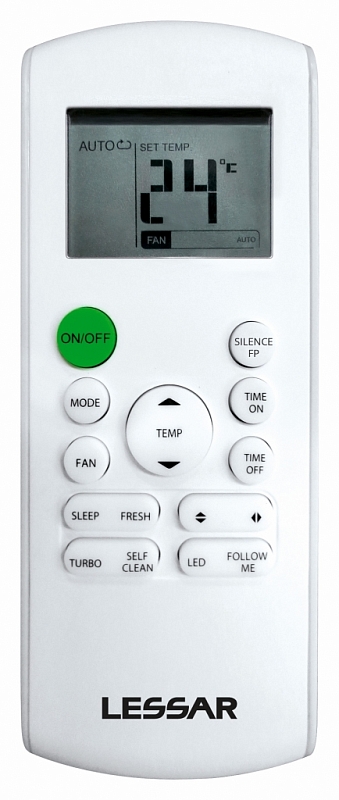 AUTO SET TEMP.
24°C
FAN AUTO
ON/OFF
SILENCE
FP
MODE
TEMP
TIME
ON
FAN
TIME
OFF
SLEEP FRESH
TURBO
SELF
CLEAN
LED
FOLLOW
ME
LESSAR